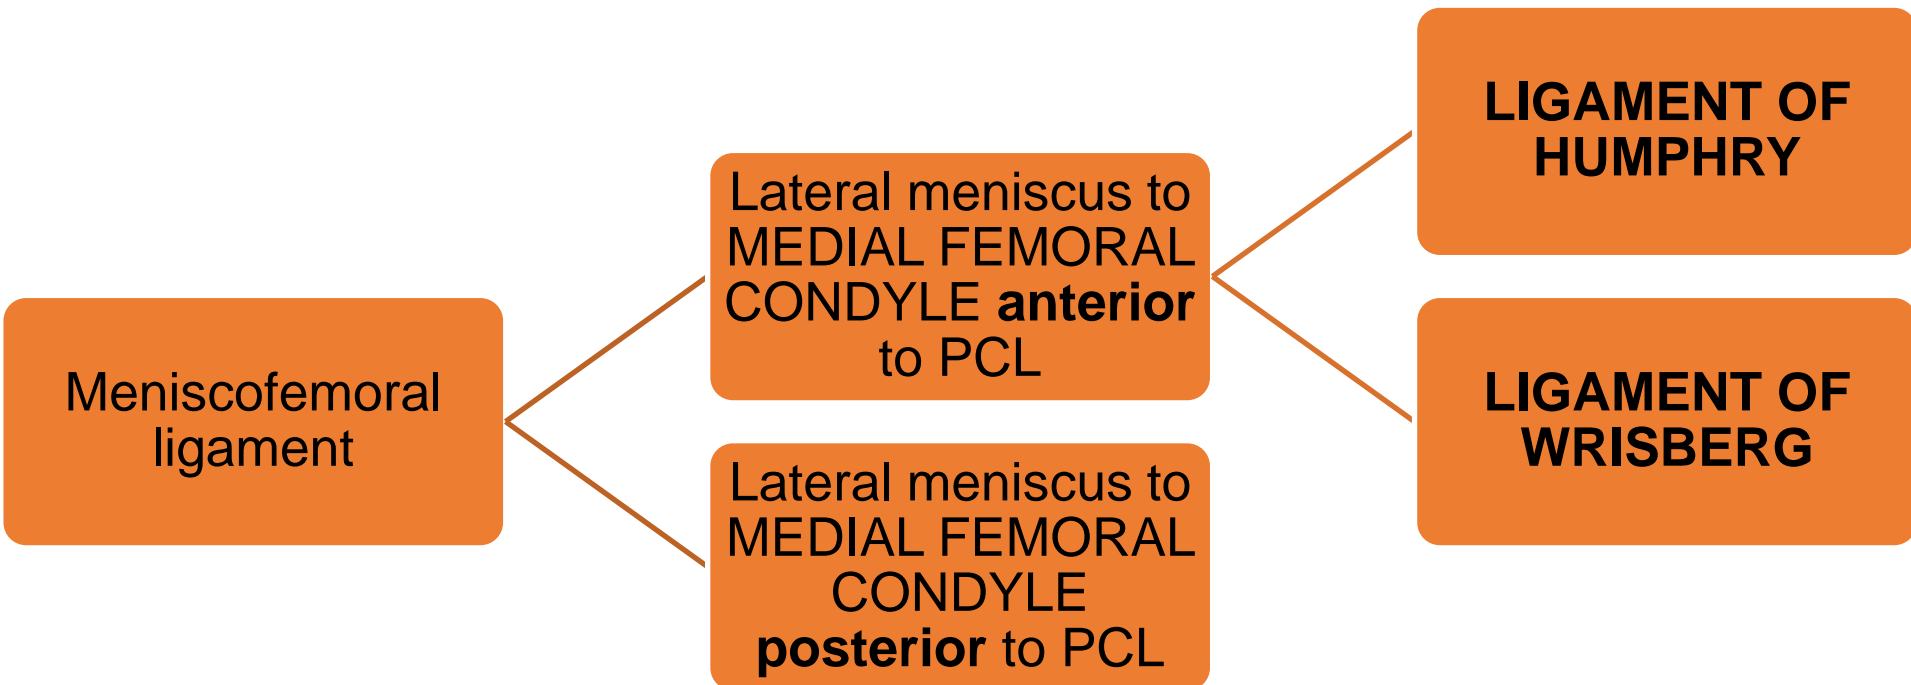 Meniscofemoral
ligament
Lateral meniscus to
MEDIAL FEMORAL
CONDYLE anterior
to PCL
Lateral meniscus to
MEDIAL FEMORAL
CONDYLE
posterior to PCL
LIGAMENT OF
HUMPHRY
LIGAMENT OF
WRISBERG